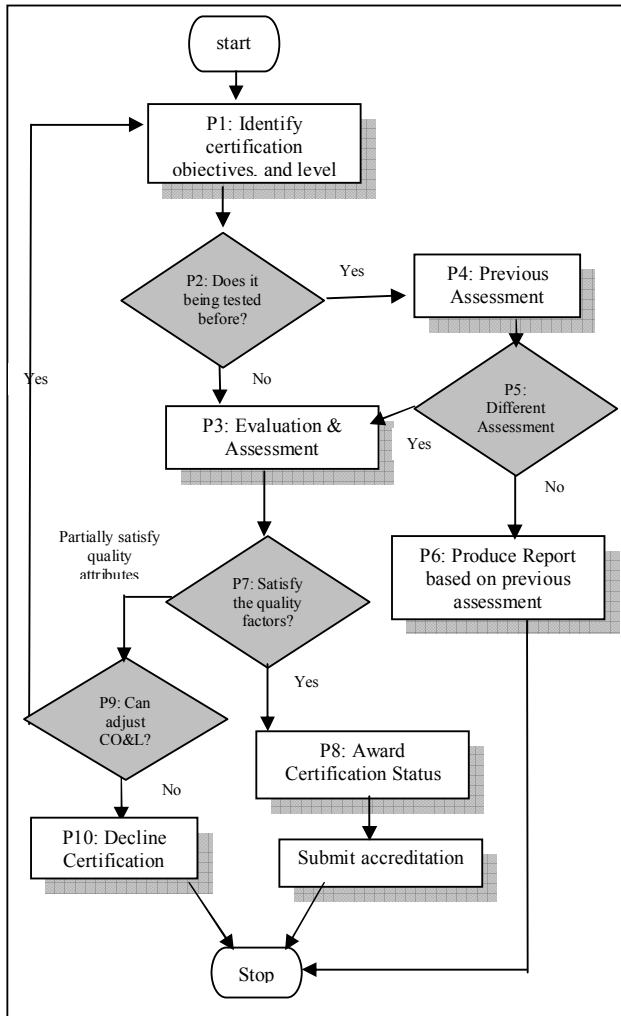 start
P1: Identify
certification
objectives. and level
P2: Does it
being tested
before?
Yes
P4: Previous
Assessment
No
Yes
P5:
Different
Assessment
Yes
P3: Evaluation &
Assessment
No
Partially satisfy
quality
attributes
P7: Satisfy
the quality
factors?
P6: Produce Report
based on previous
assessment
Yes
P9: Can
adjust
CO&L?
No
P8: Award
Certification Status
P10: Decline
Certification
Submit accreditation
Stop